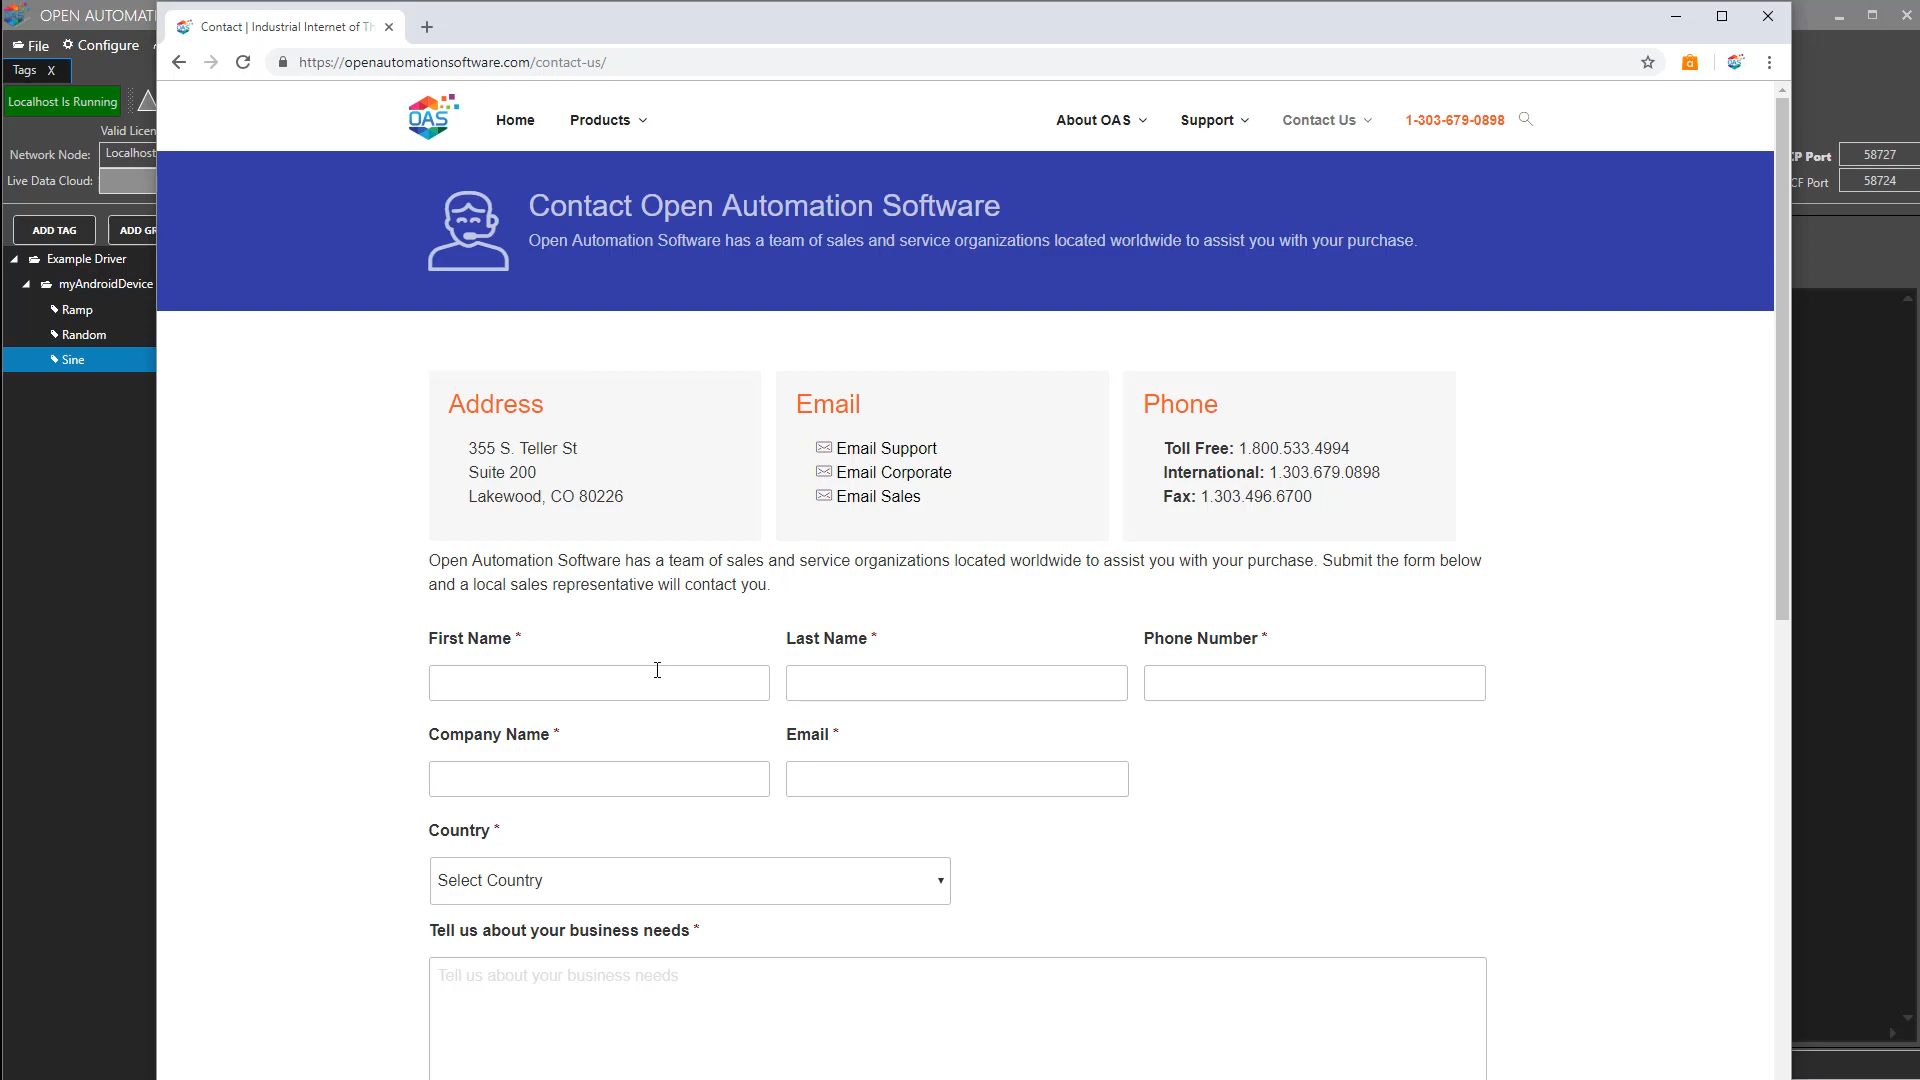 OPEN AUTOMATI
File Configure
Tags X
Localhost Is Running
Valid Licen
Network Node: Localhost
Live Data Cloud:
ADD TAG ADD GR
Example Driver
myAndroidDevice
Ramp
Random
Sine
Contact | Industrial Internet of Th
https://openautomationsoftware.com/contact-us/
OAS
Home Products About OAS Support Contact Us 1-303-679-0898
Contact Open Automation Software
Open Automation Software has a team of sales and service organizations located worldwide to assist you with your purchase.
Address
355 S. Teller St
Suite 200
Lakewood, CO 80226
Email
Email Support
Email Corporate
Email Sales
Phone
Toll Free: 1.800.533.4994
International: 1.303.679.0898
Fax: 1.303.496.6700
Open Automation Software has a team of sales and service organizations located worldwide to assist you with your purchase. Submit the form below
and a local sales representative will contact you.
First Name * Last Name * Phone Number *
Company Name * Email *
Country *
Select Country
Tell us about your business needs *
Tell us about your business needs
CP Port 58727
CF Port 58724